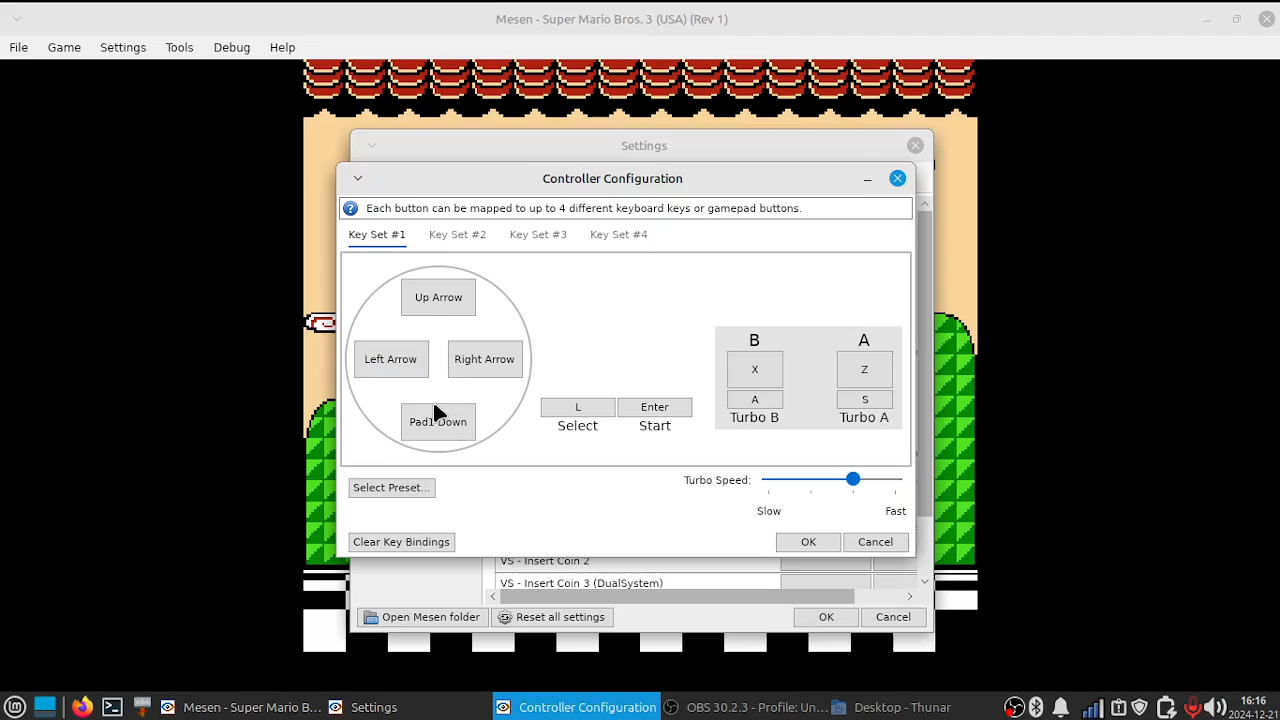 Mesen - Super Mario Bros. 3 (USA) (Rev 1)
File Game Settings Tools Debug Help
Settings
Controller Configuration
Each button can be mapped to up to 4 different keyboard keys or gamepad buttons.
Key Set #1 Key Set #2 Key Set #3 Key Set #4
Up Arrow
Left Arrow Right Arrow
Pad1 Down
L Enter
Select Start
B A
X Z
A S
Turbo B Turbo A
Select Preset...
Turbo Speed:
Slow Fast
Clear Key Bindings OK Cancel
VS - Insert Coin 2
VS - Insert Coin 3 (DualSystem)
Open Mesen folder Reset all settings OK Cancel
Mesen - Super Mario B... Settings Controller Configuration OBS 30.2.3 - Profile: Un... Desktop - Thunar 16:16
2024-12-21